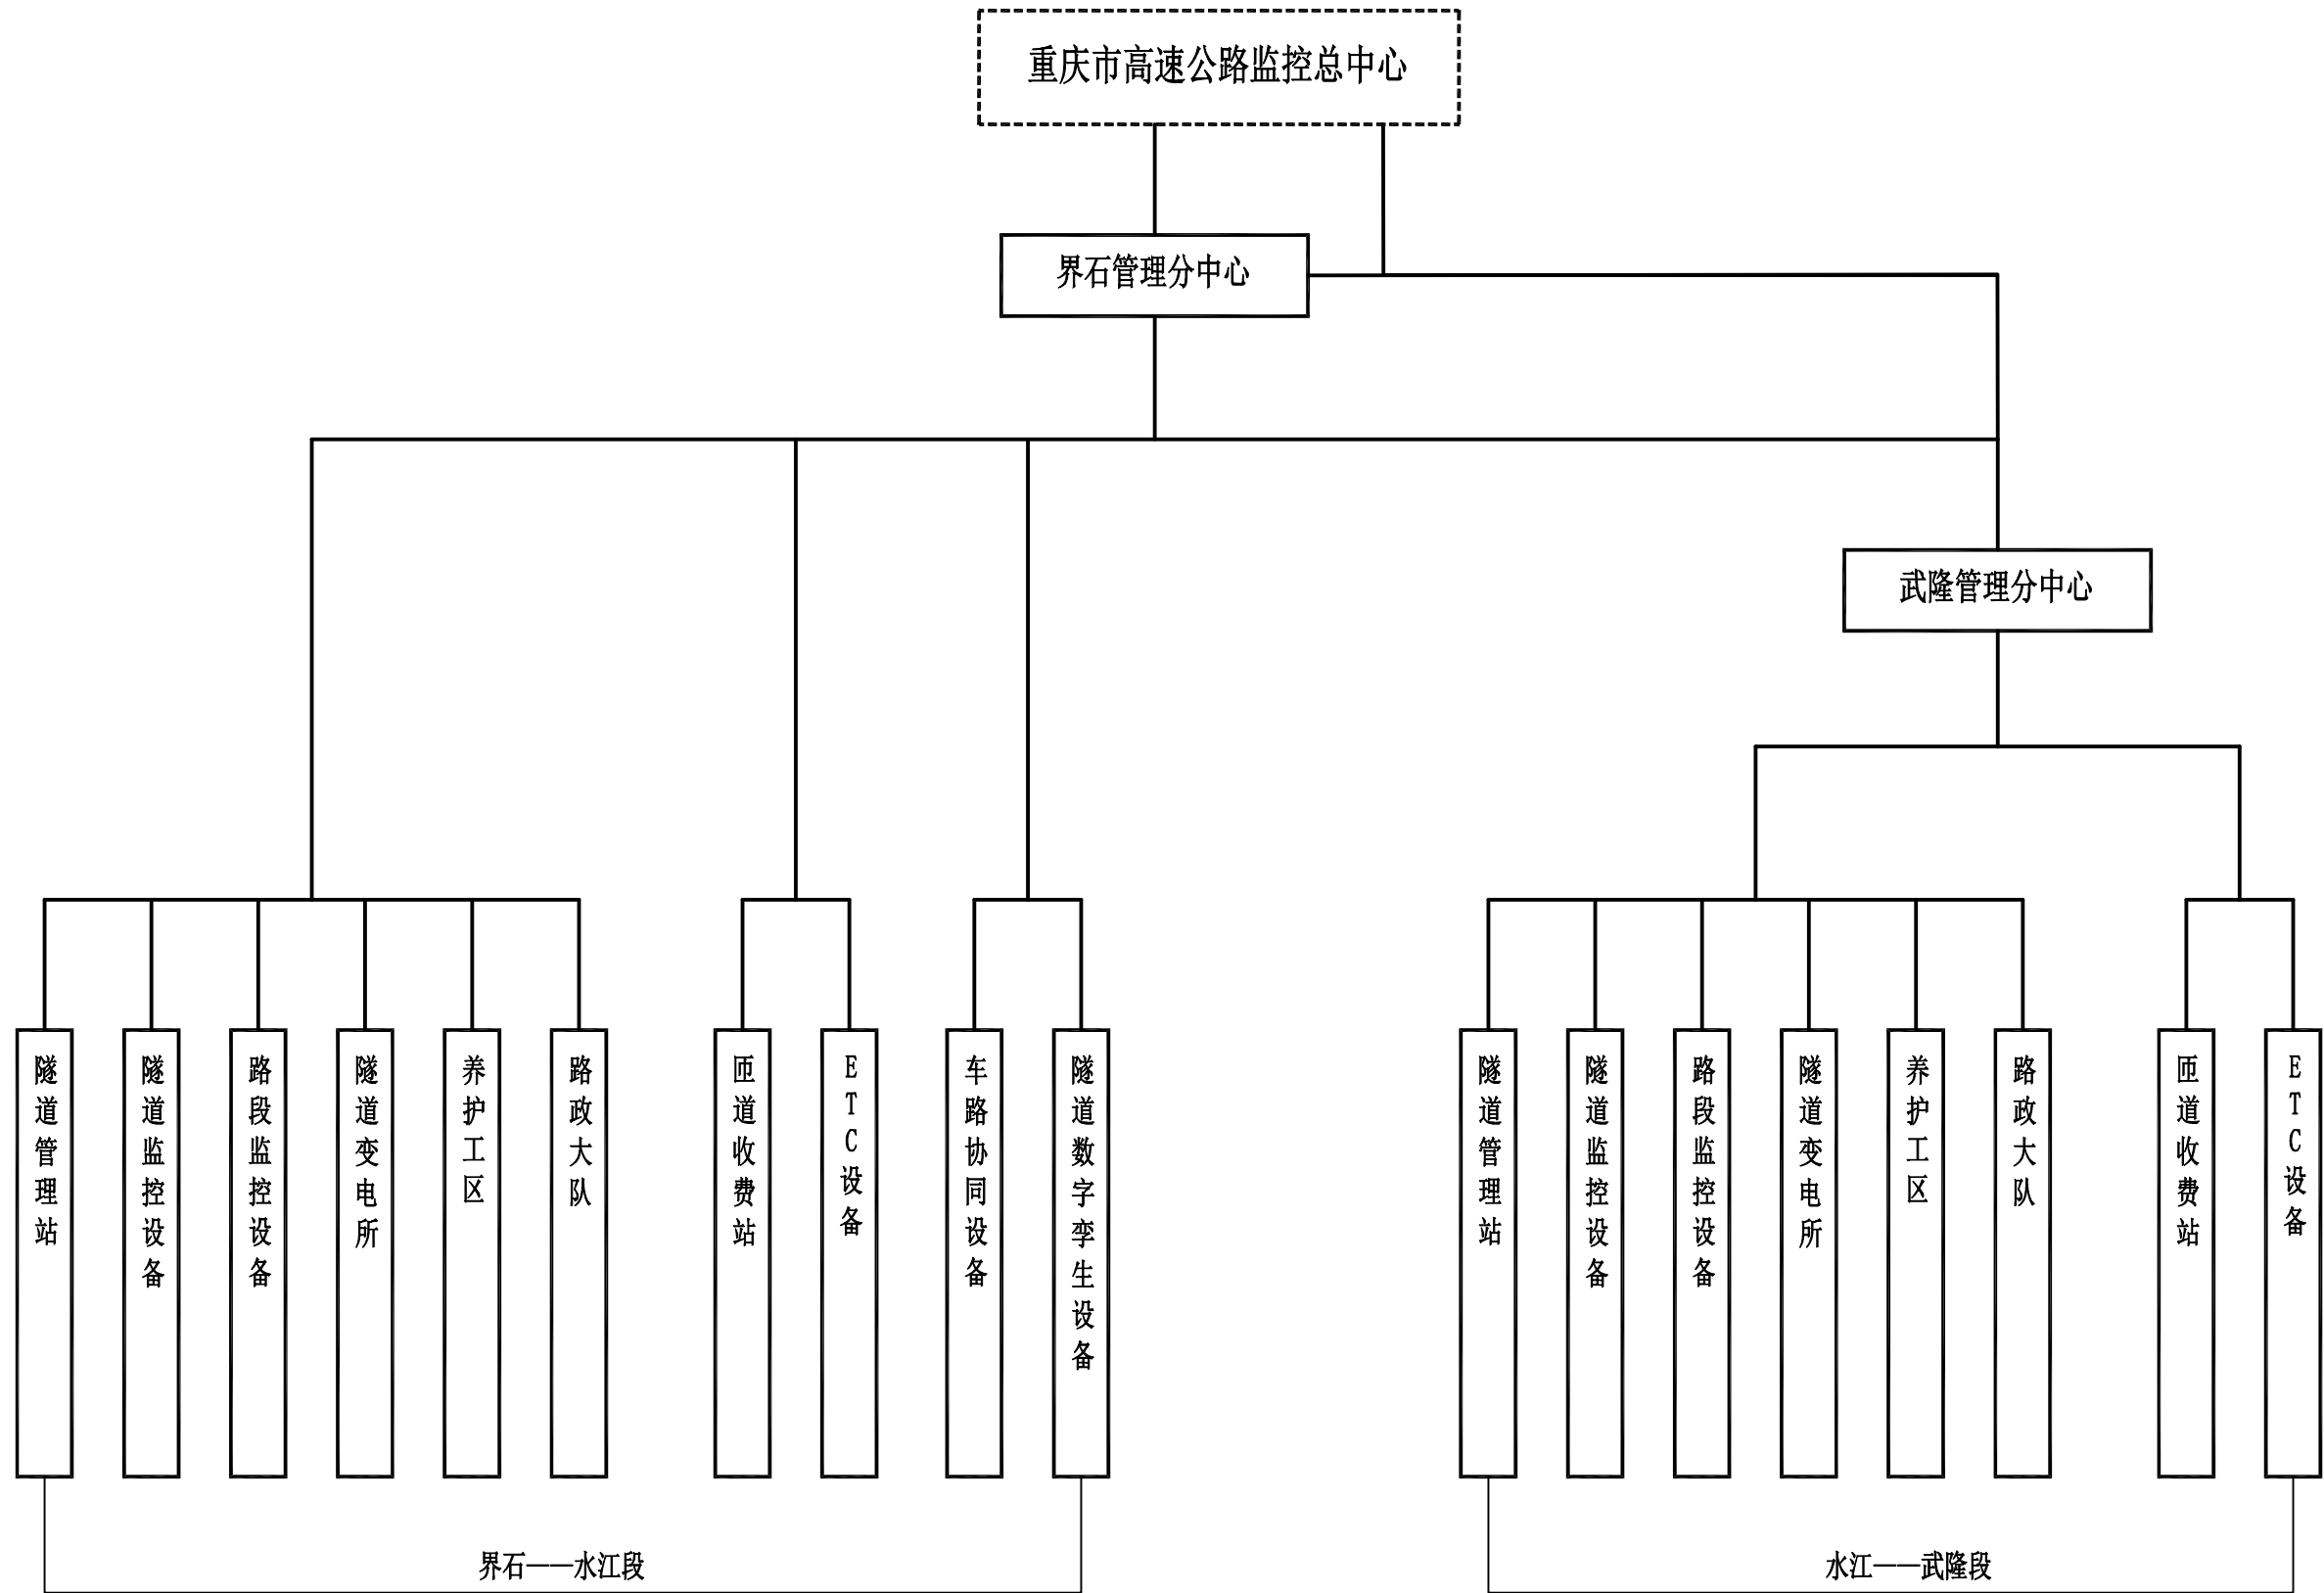 重庆市高速公路监控总中心
界石管理分中心
武隆管理分中心
隧道管理站
隧道监控设备
路段监控设备
隧道变电所
养护工区
路政大队
匝道收费站
ETC设备
车路协同设备
隧道数字孪生设备
隧道管理站
隧道监控设备
路段监控设备
隧道变电所
养护工区
路政大队
匝道收费站
ETC设备
界石——水江段
水江——武隆段